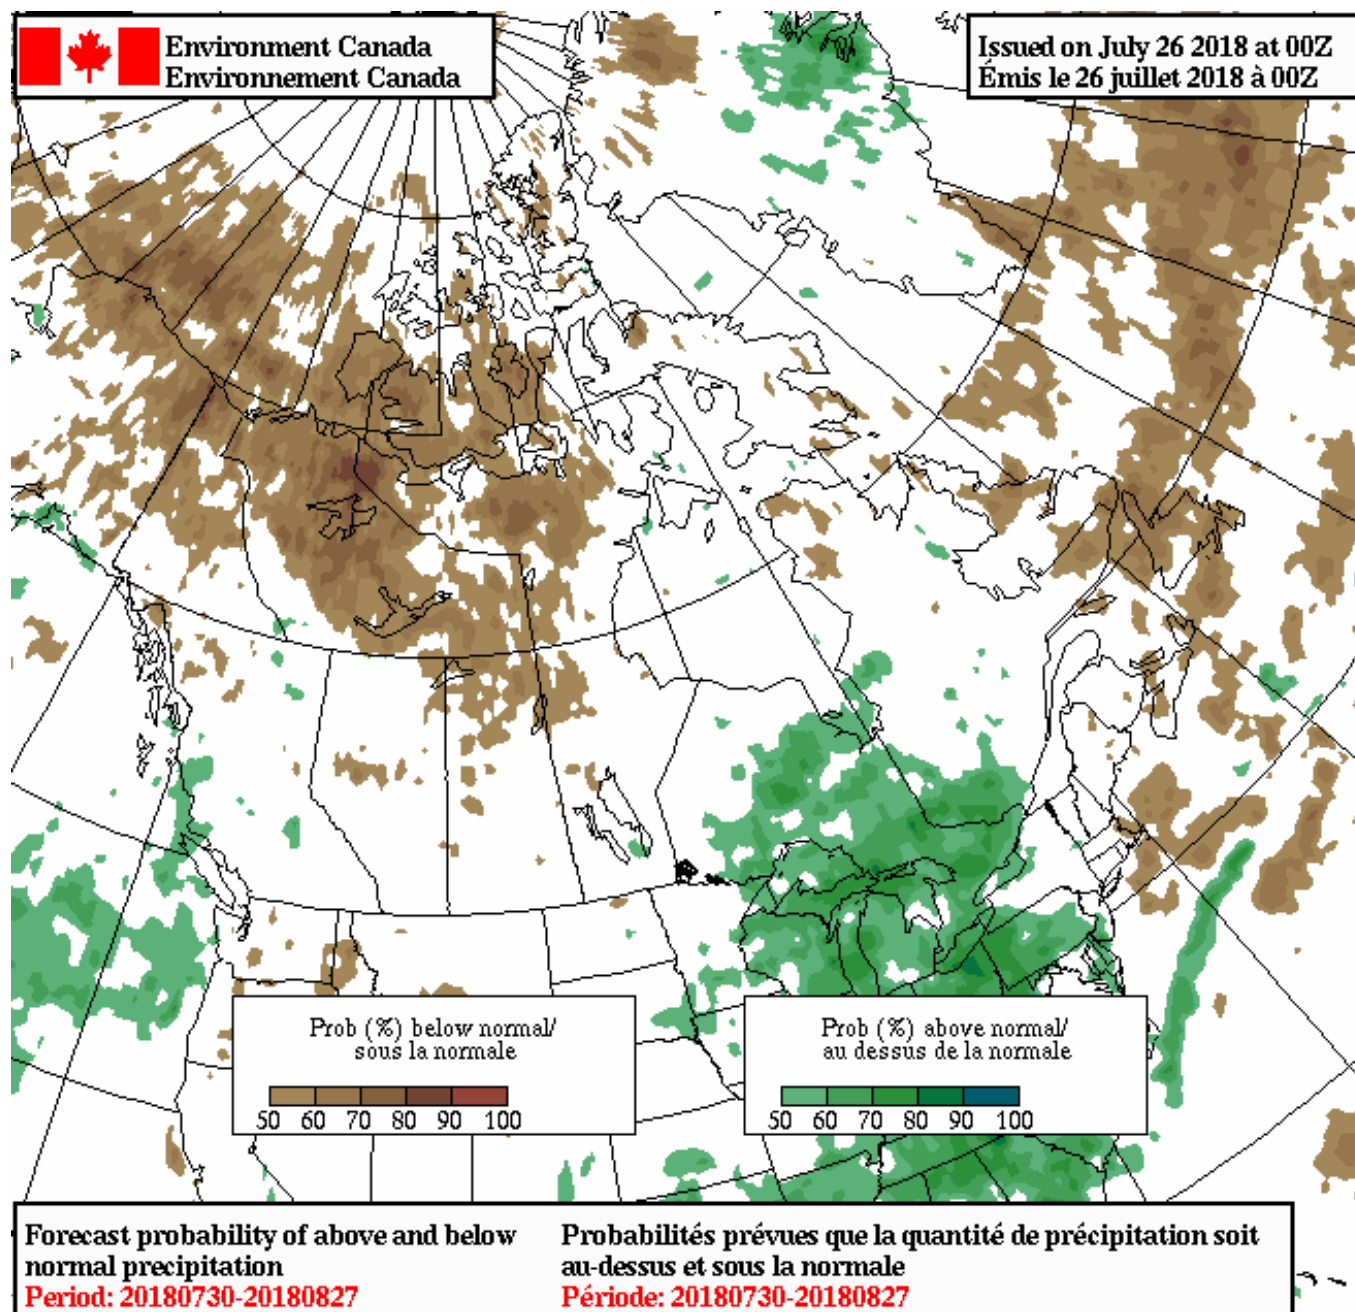 Environment Canada
Environnement Canada
Issued on July 26 2018 at 00Z
Émis le 26 juillet 2018 à 00Z
Prob (%) below normal/
sous la normale
50 60 70 80 90 100
Prob (%) above normal/
au dessus de la normale
50 60 70 80 90 100
Forecast probability of above and below
normal precipitation
Period: 20180730-20180827
Probabilités prévues que la quantité de précipitation soit
au-dessus et sous la normale
Période: 20180730-20180827